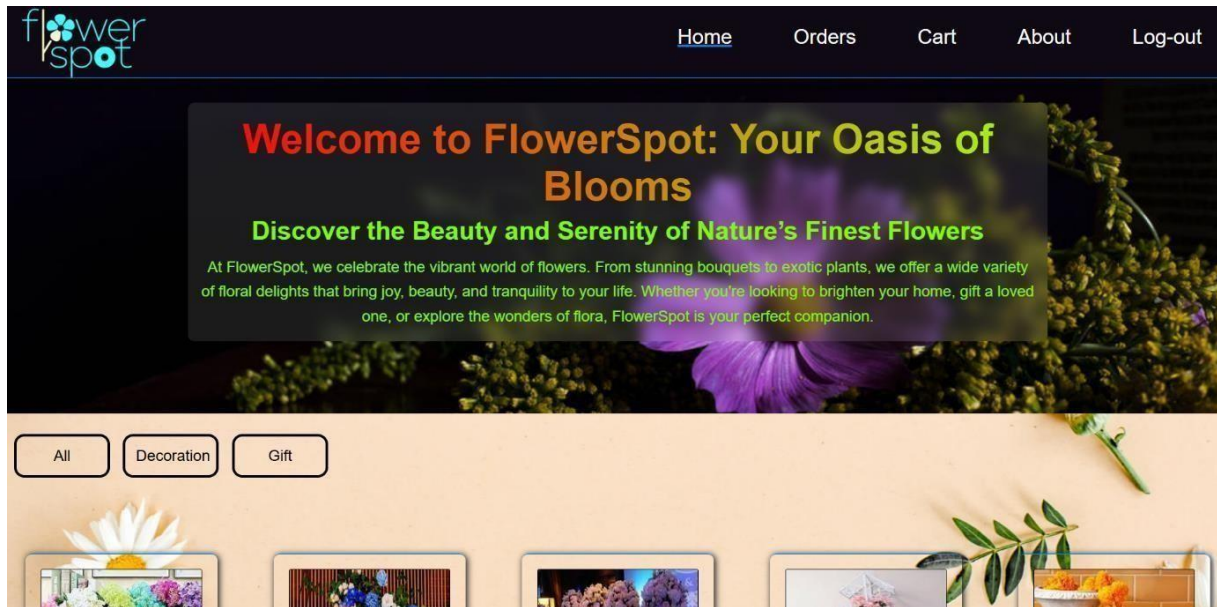 flower
spot
Home Orders Cart About Log-out
Welcome to FlowerSpot: Your Oasis of
Blooms
Discover the Beauty and Serenity of Nature’s Finest Flowers
At FlowerSpot, we celebrate the vibrant world of flowers. From stunning bouquets to exotic plants, we offer a wide variety
of floral delights that bring joy, beauty, and tranquility to your life. Whether you're looking to brighten your home, gift a loved
one, or explore the wonders of flora, FlowerSpot is your perfect companion.
All Decoration Gift